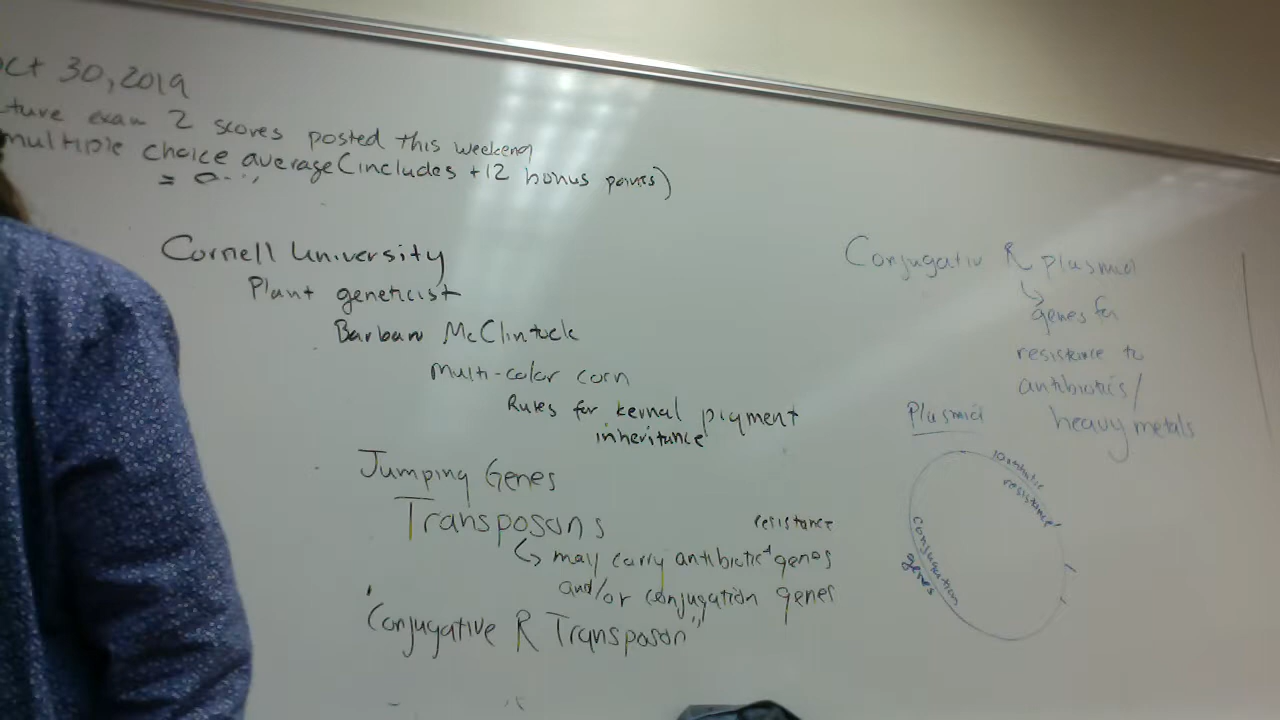 ct 30, 2019
ture exam 2 scores posted this weekend
multiple choice average (includes +12 bonus points)
=
Cornell University
Plant geneticist
Barbara McClintock
multi-color corn
Rules for kernal pigment
inheritance
Jumping Genes
Transposons
resistance
↳ may carry antibiotic genes
and/or conjugation genes
"Conjugative R Transposon"
Conjugativ R plasmid
↳ genes for
resistance to
antibiotics/
heavy metals
Plasmid
resistance
conjugation
genes